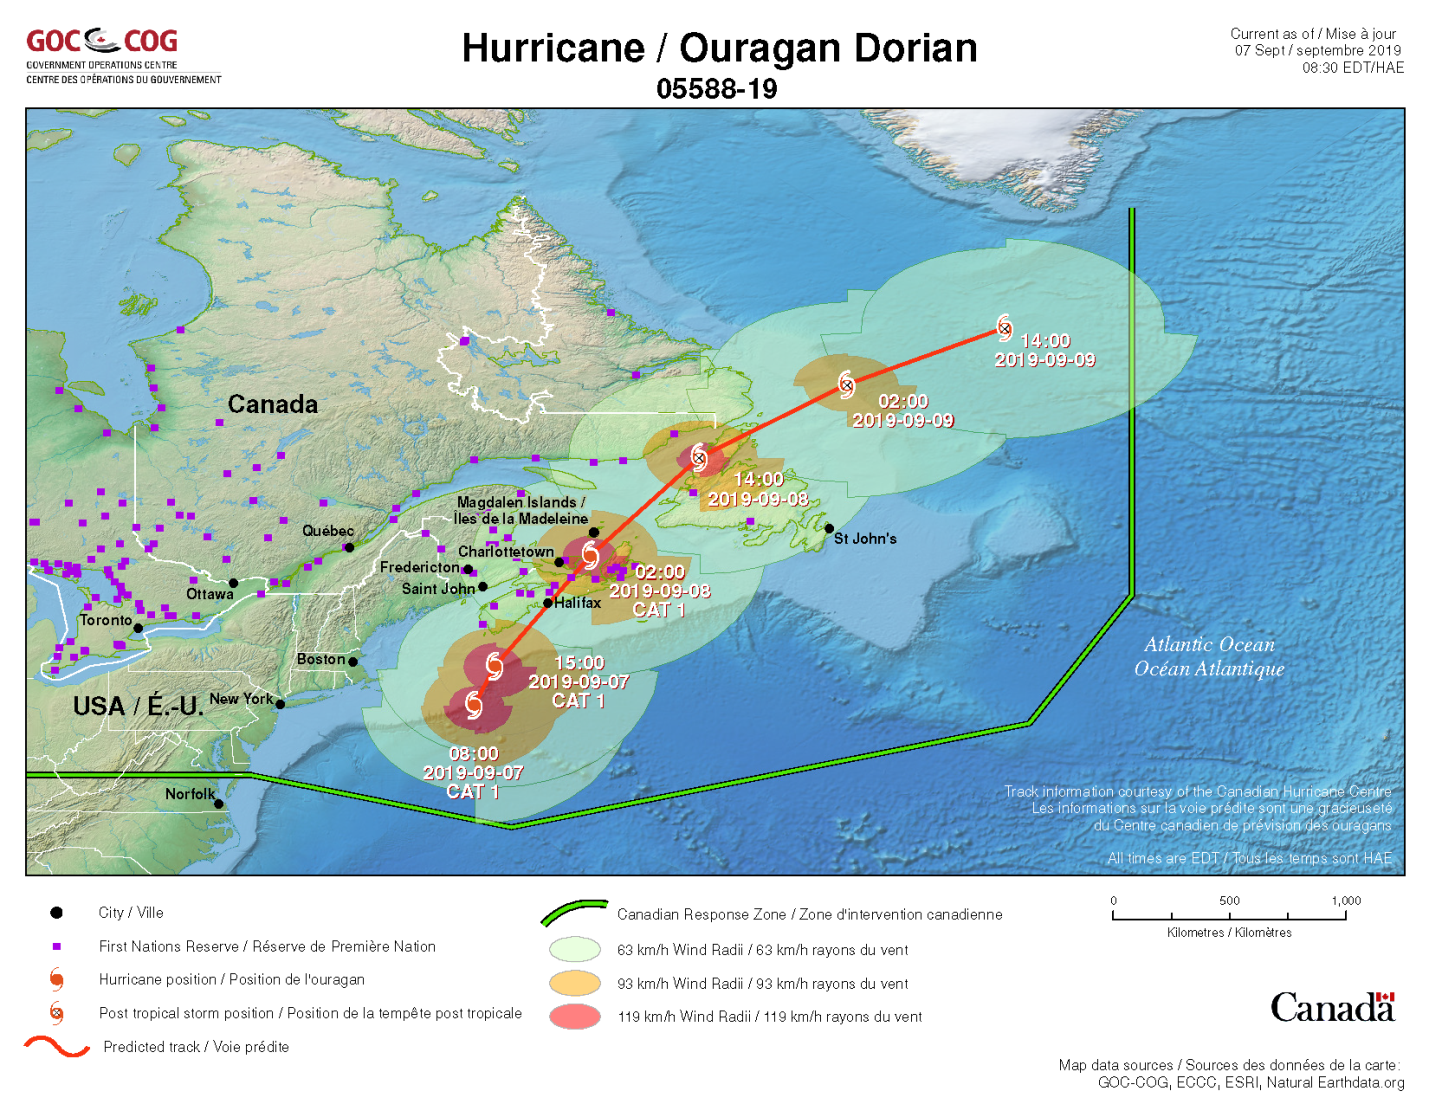 GOC COG
GOVERNMENT OPERATIONS CENTRE
CENTRE DES OPÉRATIONS DU GOUVERNEMENT
Hurricane / Ouragan Dorian
05588-19
Current as of / Mise à jour
07 Sept / septembre 2019
08:30 EDT/HAE
Canada
14:00
2019-09-09
02:00
2019-09-09
14:00
2019-09-08
Magdalen Islands /
Îles de la Madeleine
Québec
St John's
Charlottetown
Fredericton
02:00
2019-09-08
CAT 1
Saint John
Ottawa
Halifax
Toronto
Boston
15:00
2019-09-07
CAT 1
Atlantic Ocean
Océan Atlantique
USA / É.-U.
New York
08:00
2019-09-07
CAT 1
Norfolk
Track information courtesy of the Canadian Hurricane Centre
Les informations sur la voie prédite sont une gracieuseté
du Centre canadien de prévision des ouragans
All times are EDT / Tous les temps sont HAE
City / Ville
First Nations Reserve / Réserve de Première Nation
Hurricane position / Position de l'ouragan
Post tropical storm position / Position de la tempête post tropicale
Predicted track / Voie prédite
Canadian Response Zone / Zone d'intervention canadienne
63 km/h Wind Radii / 63 km/h rayons du vent
93 km/h Wind Radii / 93 km/h rayons du vent
119 km/h Wind Radii / 119 km/h rayons du vent
0 500 1,000
Kilometres / Kilomètres
Canada
Map data sources / Sources des données de la carte:
GOC-COG, ECCC, ESRI, Natural Earthdata.org